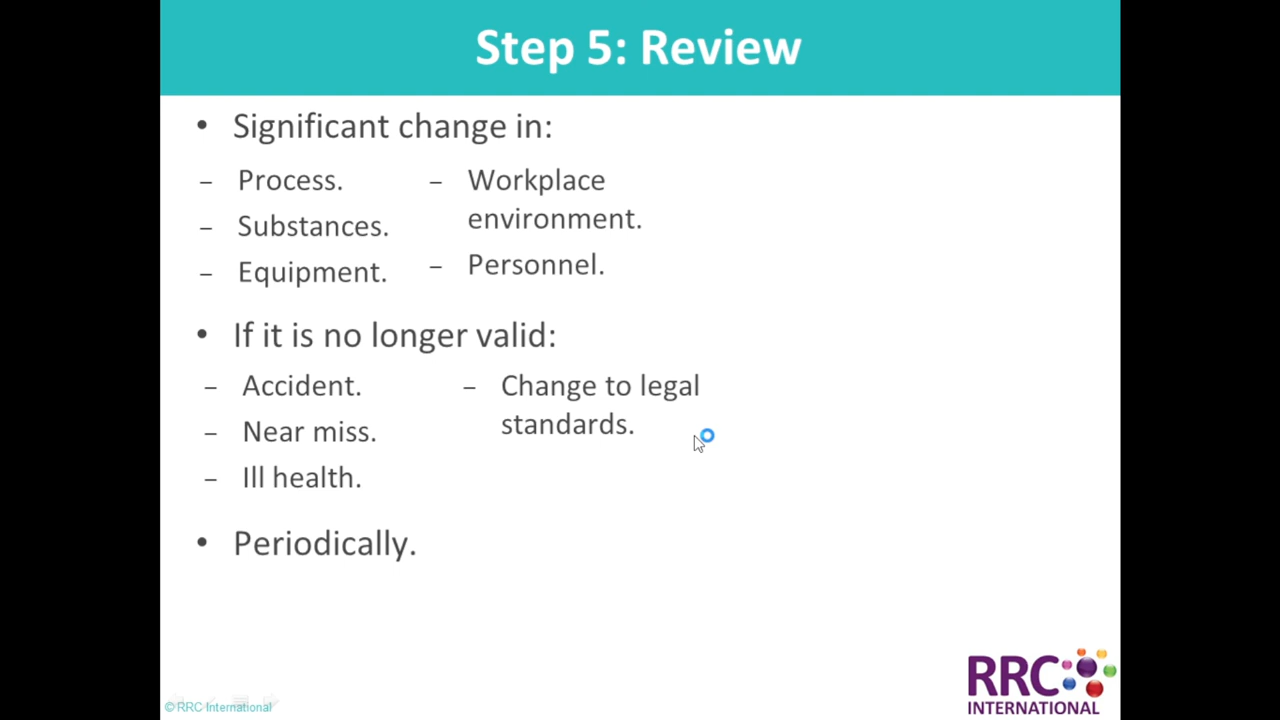 Step 5: Review
• Significant change in:
– Process.
– Substances.
– Equipment.
– Workplace
environment.
– Personnel.
• If it is no longer valid:
– Accident.
– Near miss.
– Ill health.
– Change to legal
standards.
• Periodically.
© RRC International
RRC
INTERNATIONAL